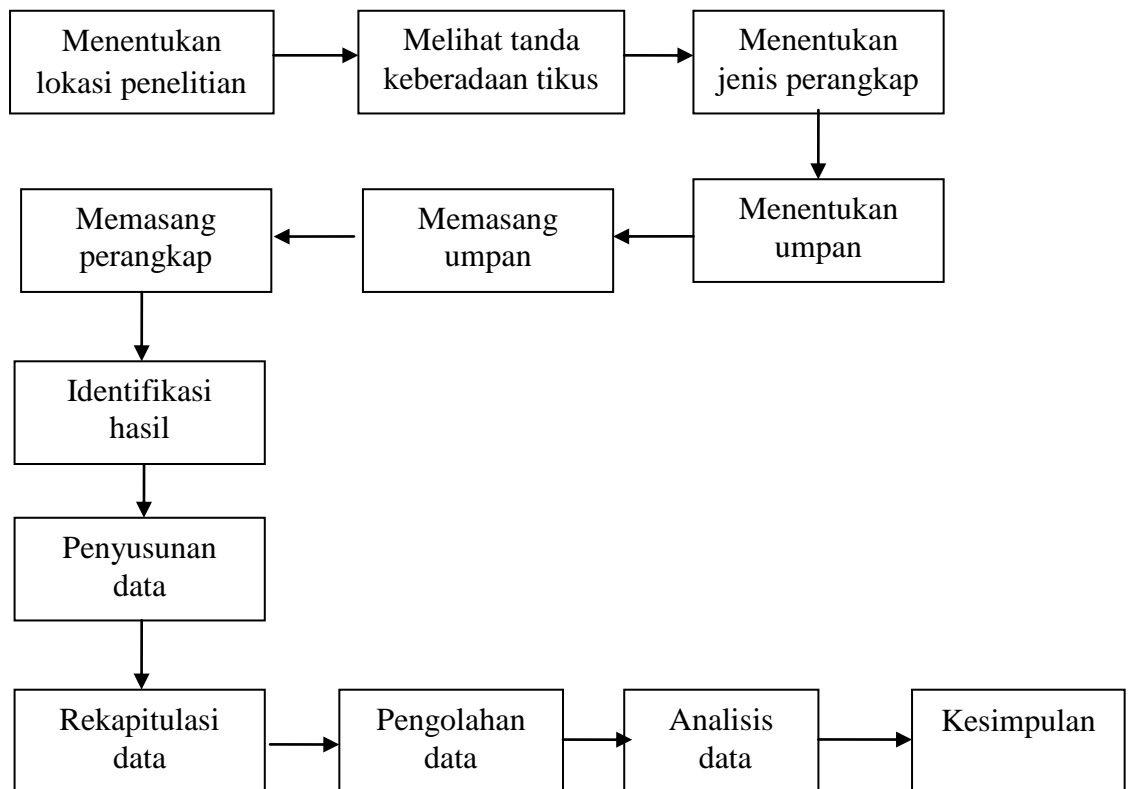 Menentukan
lokasi penelitian
Melihat tanda
keberadaan tikus
Menentukan
jenis perangkap
Menentukan
umpan
Memasang
umpan
Memasang
perangkap
Identifikasi
hasil
Penyusunan
data
Rekapitulasi
data
Pengolahan
data
Analisis
data
Kesimpulan